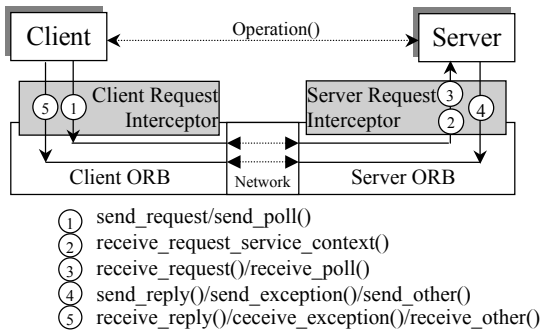 Client
Operation()
Server
5
1
Client Request
Interceptor
Server Request
Interceptor
3
2
4
Client ORB
Network
Server ORB
1 send_request/send_poll()
2 receive_request_service_context()
3 receive_request()/receive_poll()
4 send_reply()/send_exception()/send_other()
5 receive_reply()/ceceive_exception()/receive_other()